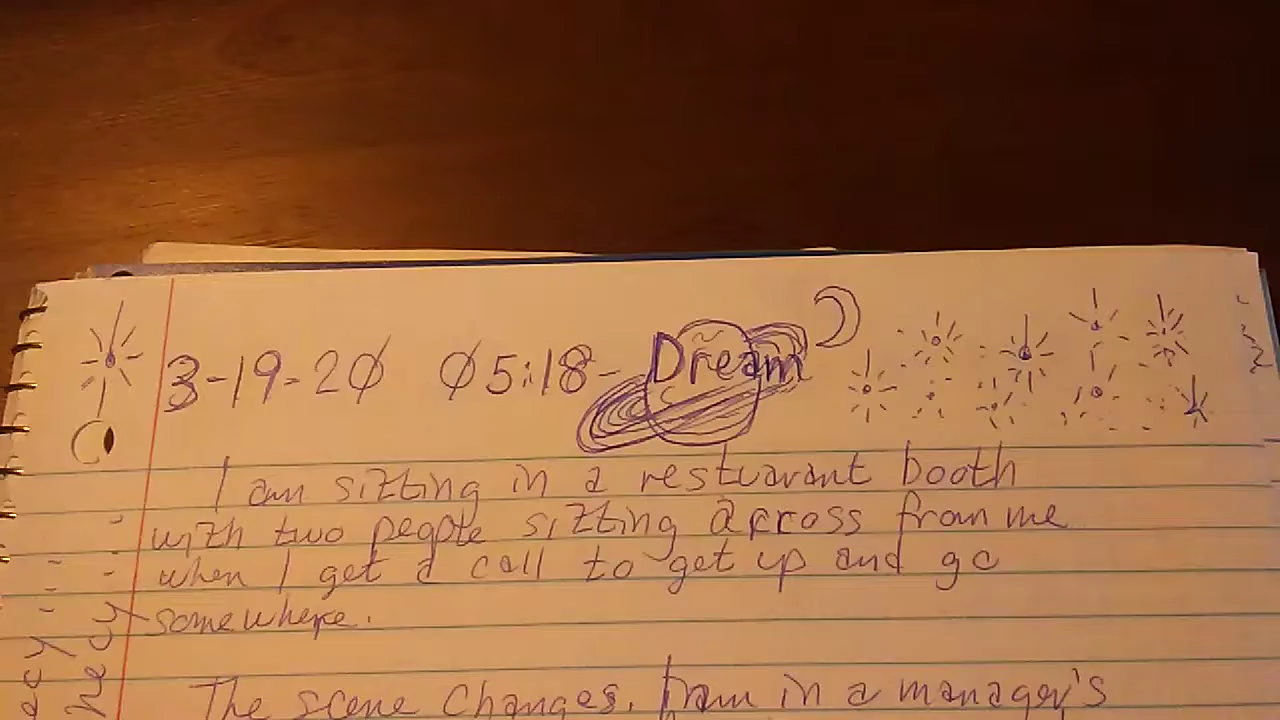 3-19-20 05:18- Dream
I am sitting in a restuarant booth
with two people sitting across from me
when I get a call to get up and go
somewhere.
The scene changes. I am in a manager's